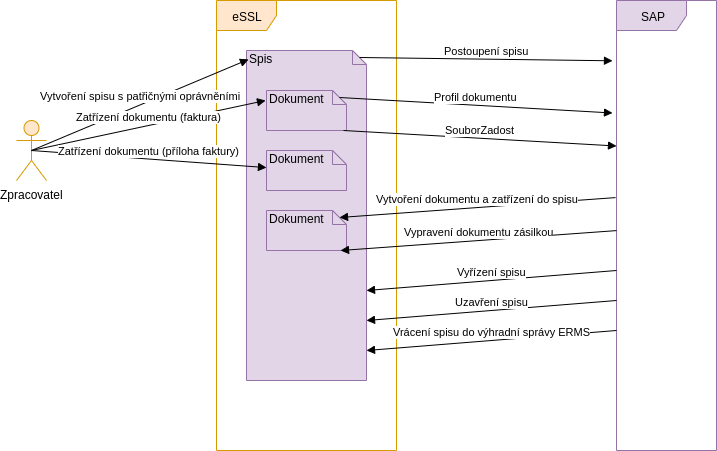 eSSL
SAP
Spis
Postoupení spisu
Vytvoření spisu s patřičnými oprávněními
Dokument
Profil dokumentu
Zatřízení dokumentu (faktura)
SouborZadost
Zatřízení dokumentu (příloha faktury)
Dokument
Zpracovatel
Vytvoření dokumentu a zatřízení do spisu
Dokument
Vypravení dokumentu zásilkou
Vyřízení spisu
Uzavření spisu
Vrácení spisu do výhradní správy ERMS